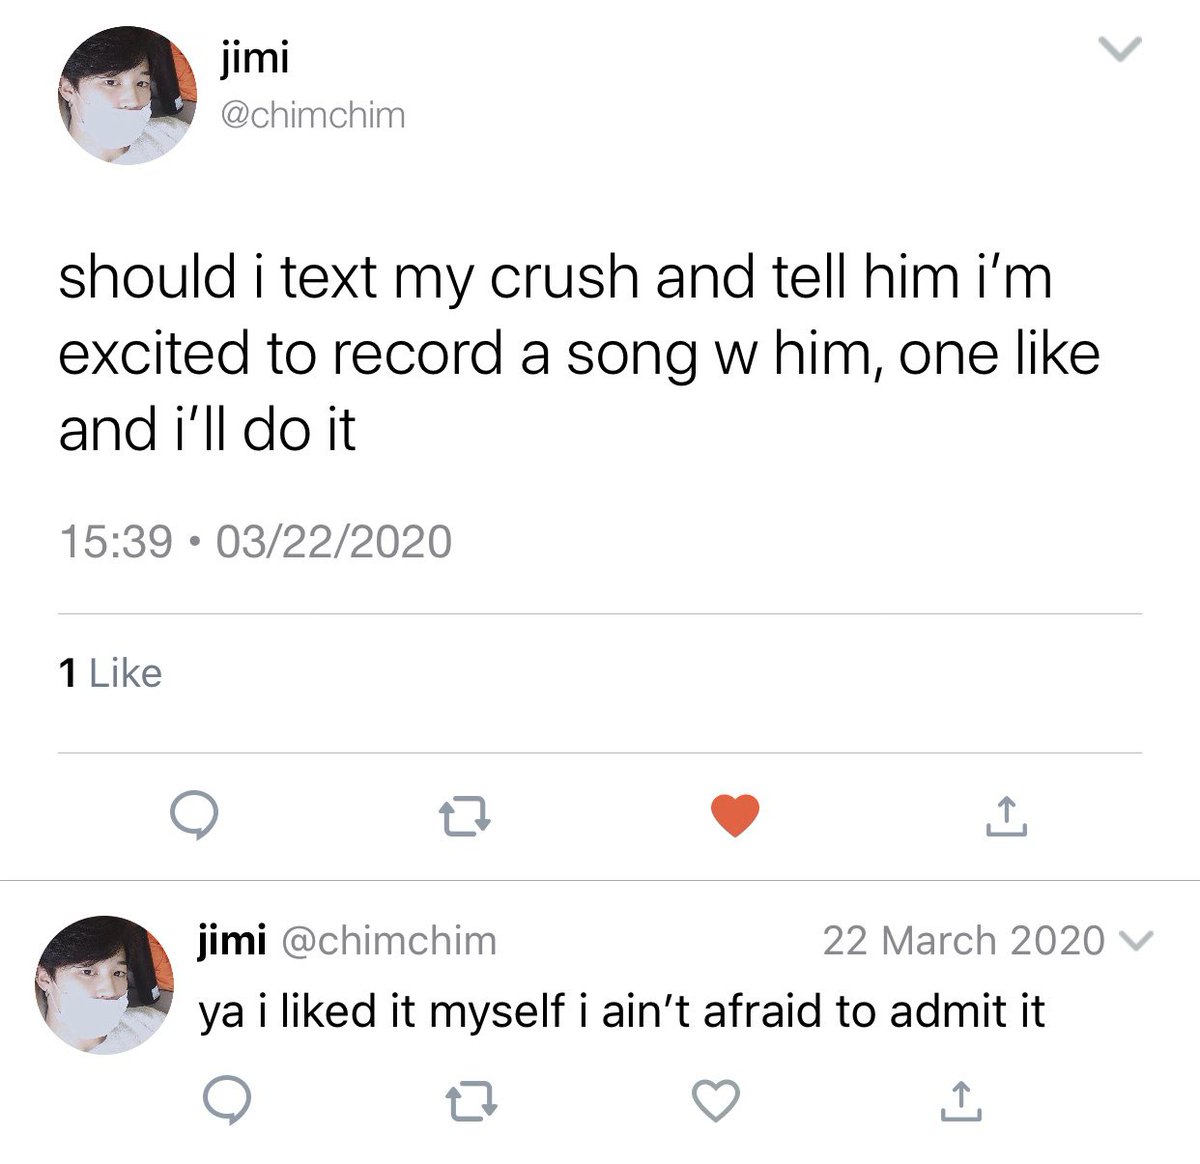 jimi
@chimchim
should i text my crush and tell him i’m
excited to record a song w him, one like
and i’ll do it
15:39 • 03/22/2020
1 Like
jimi @chimchim 22 March 2020
ya i liked it myself i ain’t afraid to admit it